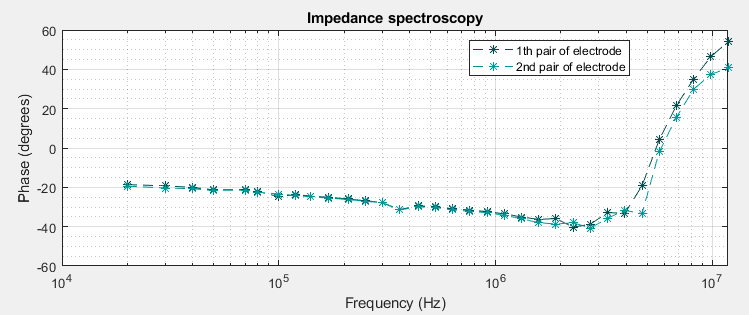 Impedance spectroscopy
60
40
20
0
-20
-40
-60
Phase (degrees)
1th pair of electrode
2nd pair of electrode
10^4
10^5
10^6
10^7
Frequency (Hz)